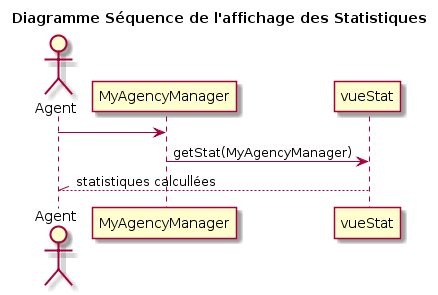 Diagramme Séquence de l'affichage des Statistiques
Agent
MyAgencyManager
vueStat
getStat(MyAgencyManager)
statistiques calcullées
Agent
MyAgencyManager
vueStat